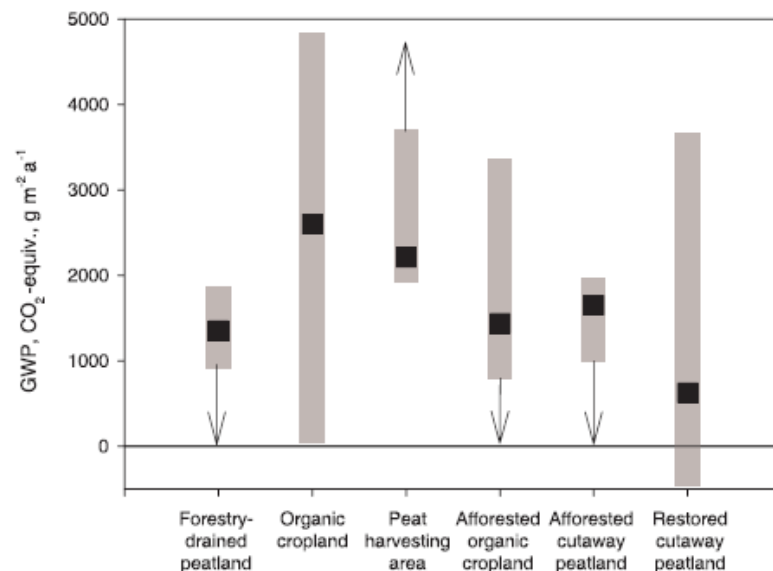 GWP, CO₂-equiv., g m⁻² a⁻¹
5000
4000
3000
2000
1000
0
Forestry-
drained
peatland
Organic
cropland
Peat
harvesting
area
Afforested
organic
cropland
Afforested
cutaway
peatland
Restored
cutaway
peatland